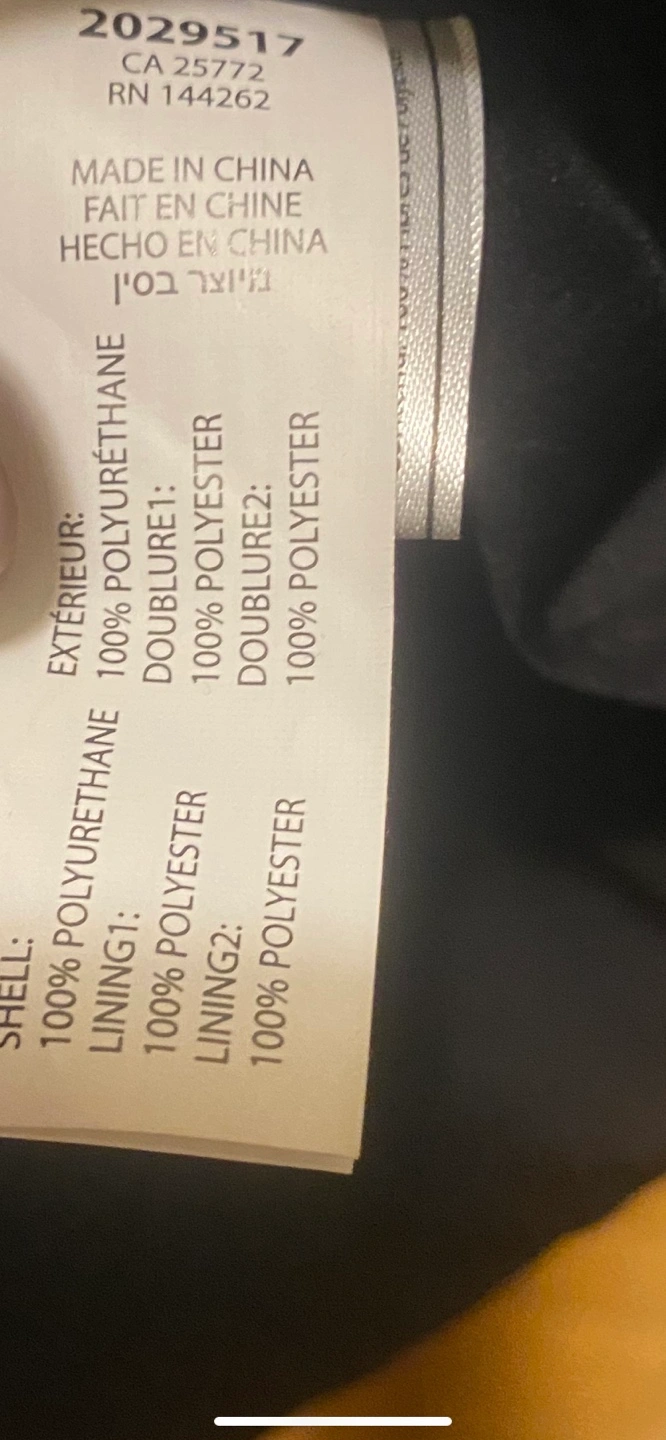 2029517
CA 25772
RN 144262
MADE IN CHINA
FAIT EN CHINE
HECHO EN CHINA
מיוצר בסין
EXTÉRIEUR:
100% POLYURÉTHANE
DOUBLURE1:
100% POLYESTER
DOUBLURE2:
100% POLYESTER
SHELL:
100% POLYURETHANE
LINING1:
100% POLYESTER
LINING2:
100% POLYESTER